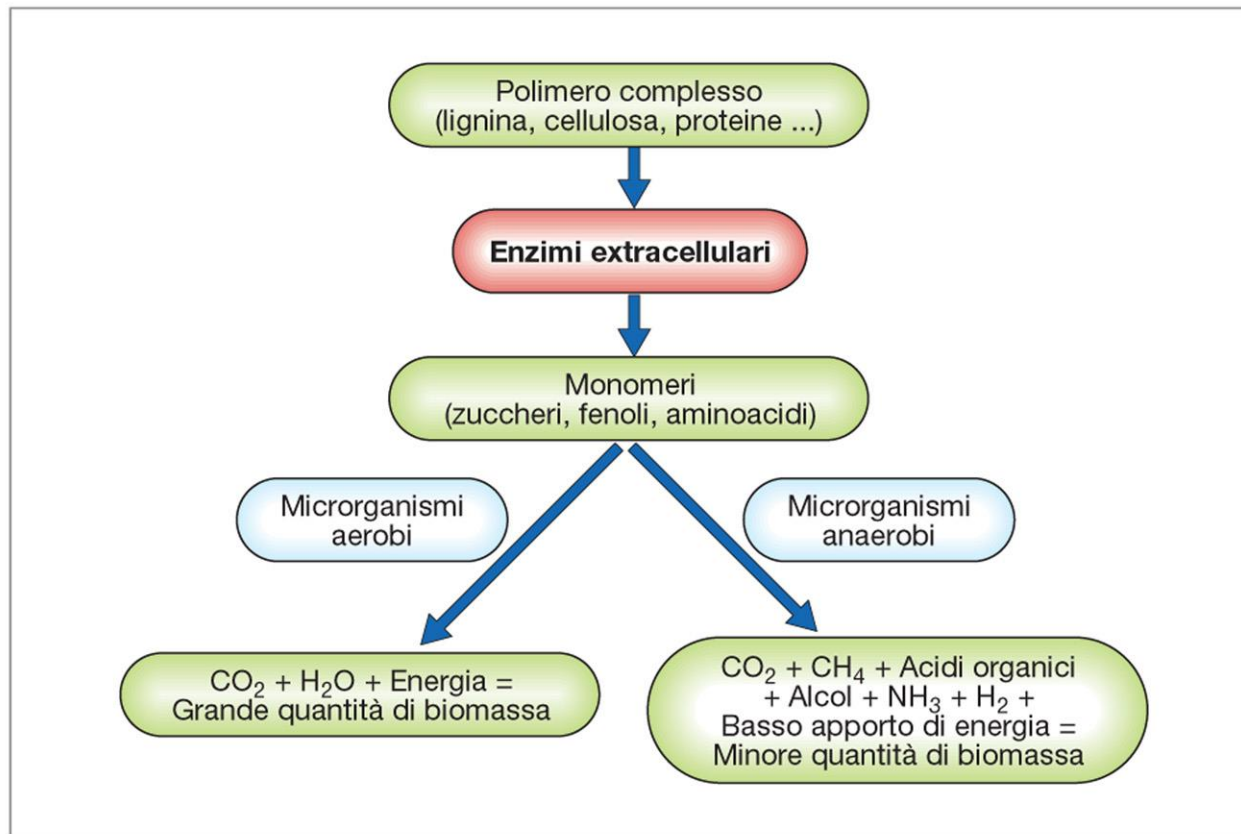 Polimero complesso
(lignina, cellulosa, proteine ...)
Enzimi extracellulari
Monomeri
(zuccheri, fenoli, aminoacidi)
Microrganismi
aerobi
Microrganismi
anaerobi
CO₂ + H₂O + Energia =
Grande quantità di biomassa
CO₂ + CH₄ + Acidi organici
+ Alcol + NH₃ + H₂ +
Basso apporto di energia =
Minore quantità di biomassa